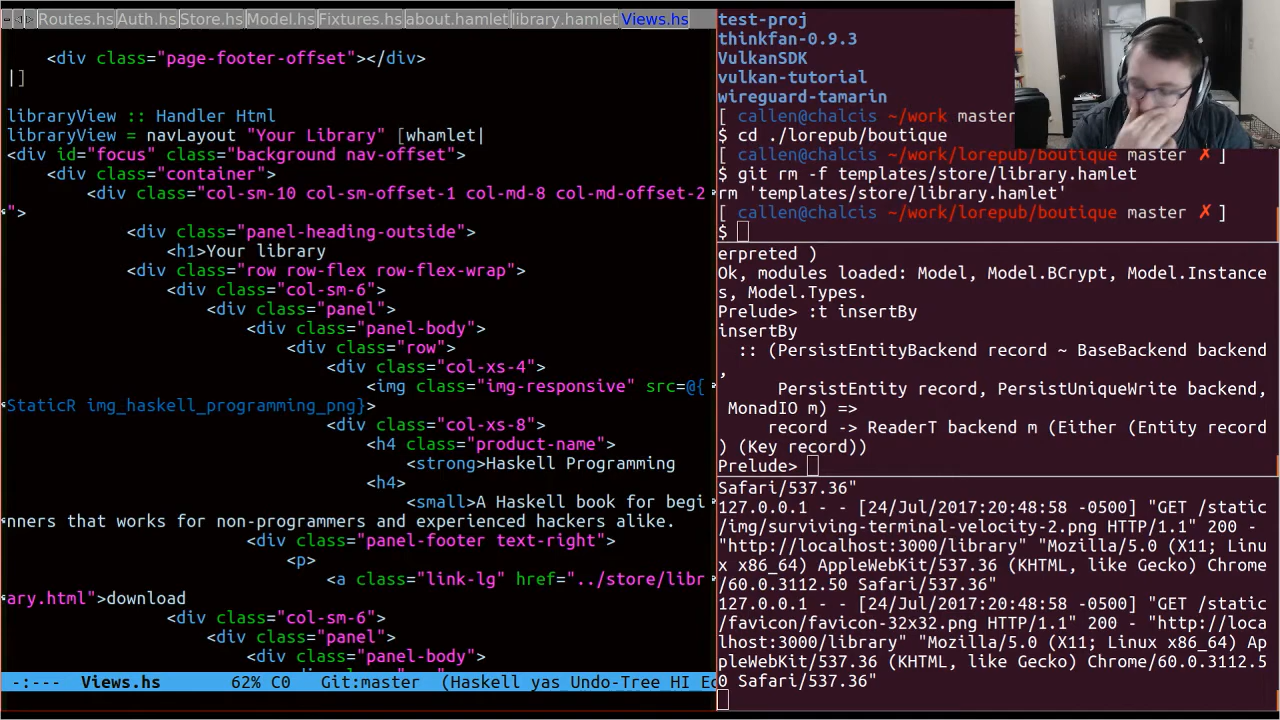 Routes.hs Auth.hs Store.hs Model.hs Fixtures.hs about.hamlet library.hamlet Views.hs
<div class="page-footer-offset"></div>
|]
libraryView :: Handler Html
libraryView = navLayout "Your Library" [whamlet|
<div id="focus" class="background nav-offset">
<div class="container">
<div class="col-sm-10 col-sm-offset-1 col-md-8 col-md-offset-2
">
<div class="panel-heading-outside">
<h1>Your library
<div class="row row-flex row-flex-wrap">
<div class="col-sm-6">
<div class="panel">
<div class="panel-body">
<div class="row">
<div class="col-xs-4">
<img class="img-responsive" src=@{
StaticR img_haskell_programming_png}>
<div class="col-xs-8">
<h4 class="product-name">
<strong>Haskell Programming
<h4>
<small>A Haskell book for begi
nners that works for non-programmers and experienced hackers alike.
<div class="panel-footer text-right">
<p>
<a class="link-lg" href="../store/libr
ary.html">download
<div class="col-sm-6">
<div class="panel">
<div class="panel-body">
-:--- Views.hs 62% C0 Git:master (Haskell yas Undo-Tree HI Ec
test-proj
thinkfan-0.9.3
VulkanSDK
vulkan-tutorial
wireguard-tamarin
[ callen@chalcis ~/work master
$ cd ./lorepub/boutique
[ callen@chalcis ~/work/lorepub/boutique master ✗ ]
$ git rm -f templates/store/library.hamlet
rm 'templates/store/library.hamlet'
[ callen@chalcis ~/work/lorepub/boutique master ✗ ]
$
erpreted )
Ok, modules loaded: Model, Model.BCrypt, Model.Instance
s, Model.Types.
Prelude> :t insertBy
insertBy
:: (PersistEntityBackend record ~ BaseBackend backend
,
PersistEntity record, PersistUniqueWrite backend,
MonadIO m) =>
record -> ReaderT backend m (Either (Entity record
) (Key record))
Prelude>
Safari/537.36"
127.0.0.1 - - [24/Jul/2017:20:48:58 -0500] "GET /static
/img/surviving-terminal-velocity-2.png HTTP/1.1" 200 -
"http://localhost:3000/library" "Mozilla/5.0 (X11; Linu
x x86_64) AppleWebKit/537.36 (KHTML, like Gecko) Chrome
/60.0.3112.50 Safari/537.36"
127.0.0.1 - - [24/Jul/2017:20:48:58 -0500] "GET /static
/favicon/favicon-32x32.png HTTP/1.1" 200 - "http://loca
lhost:3000/library" "Mozilla/5.0 (X11; Linux x86_64) Ap
pleWebKit/537.36 (KHTML, like Gecko) Chrome/60.0.3112.5
0 Safari/537.36"